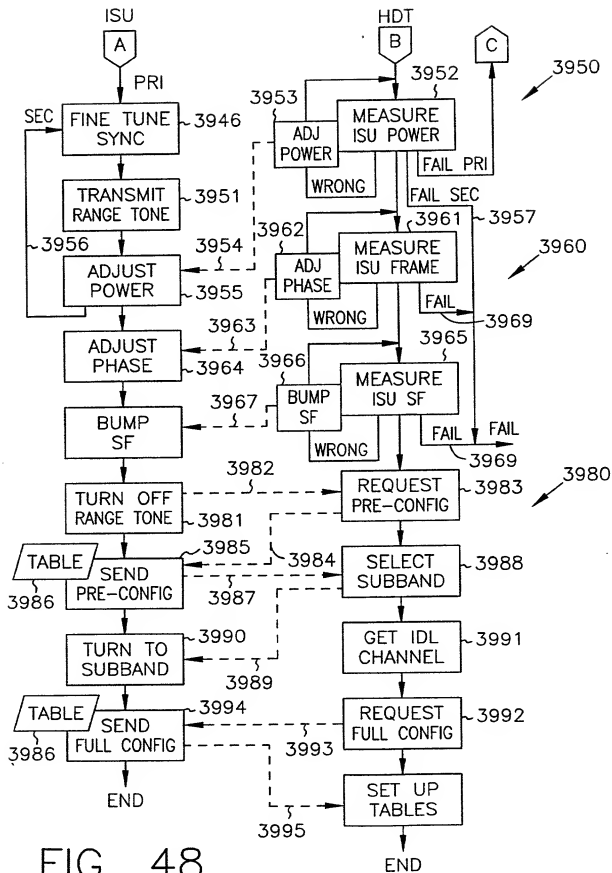 ISU
HDT
A
B
C
PRI
3952
3950
SEC
3953
FINE TUNE
SYNC
3946
ADJ
POWER
MEASURE
ISU POWER
FAIL PRI
WRONG
FAIL SEC
TRANSMIT
RANGE TONE
3951
3956
3954
3962
3961
3957
3960
ADJUST
POWER
3955
ADJ
PHASE
MEASURE
ISU FRAME
WRONG
FAIL
3969
3963
3965
ADJUST
PHASE
3964
3966
3967
BUMP
SF
MEASURE
ISU SF
BUMP
SF
WRONG
FAIL
FAIL
3969
3982
3980
TURN OFF
RANGE TONE
3981
REQUEST
PRE-CONFIG
3983
3985
TABLE
3986
SEND
PRE-CONFIG
3984
3987
SELECT
SUBBAND
3988
3990
TURN TO
SUBBAND
3989
GET IDL
CHANNEL
3991
3994
TABLE
3986
SEND
FULL CONFIG
3993
REQUEST
FULL CONFIG
3992
END
3995
SET UP
TABLES
END
FIG. 48